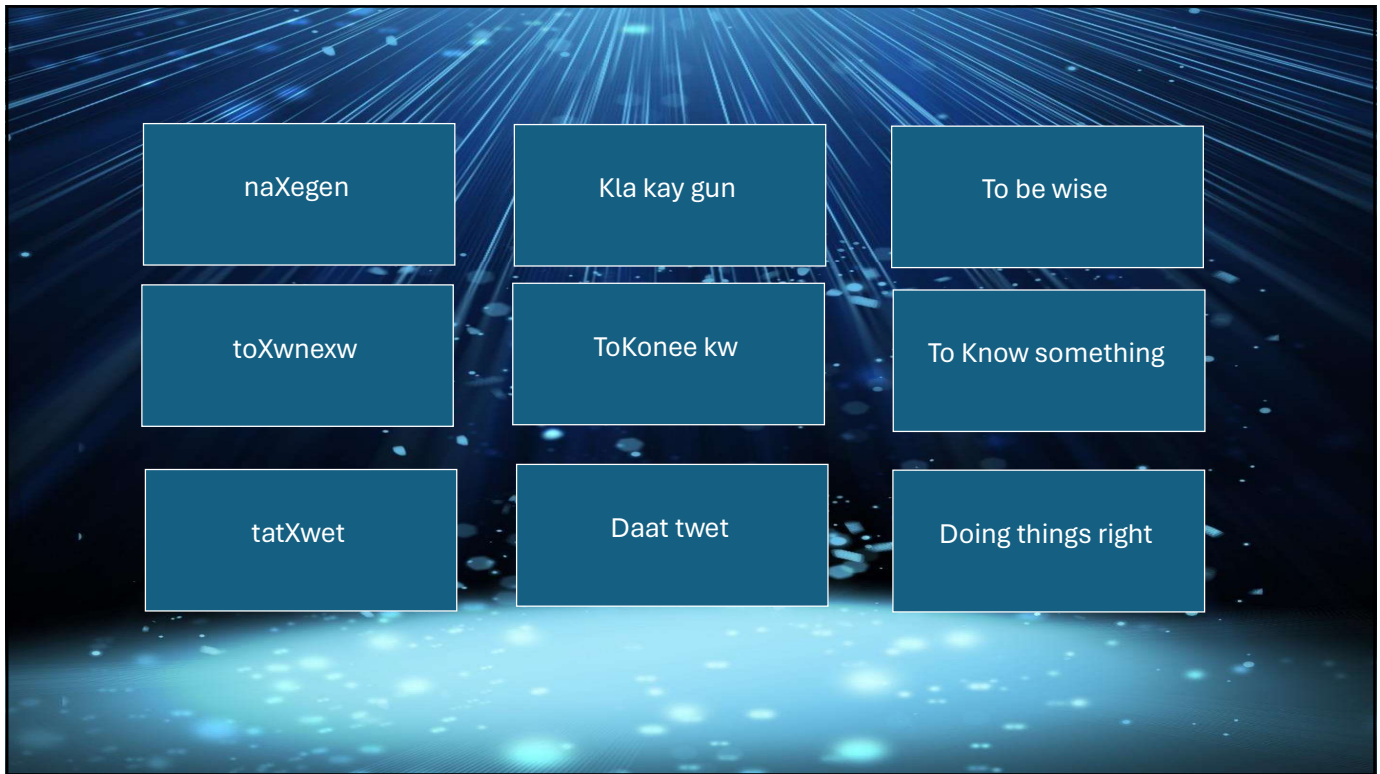 naXegen
Kla kay gun
To be wise
toXwnexw
ToKonee kw
To Know something
tatXwet
Daat twet
Doing things right